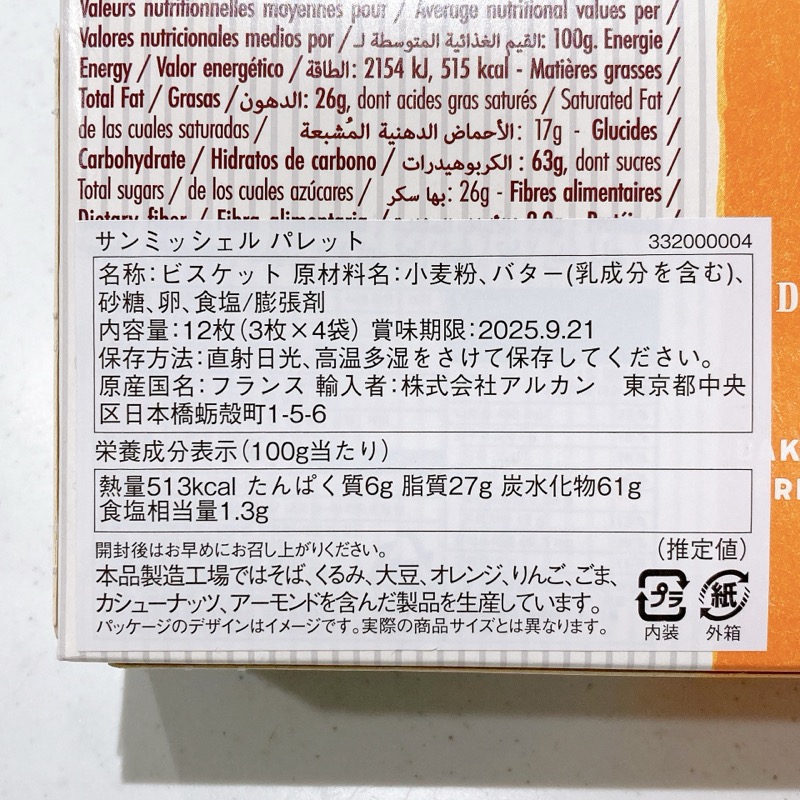 Valeurs nutritionnelles moyennes pour / Average nutritional values per /
Valores nutricionales medios por / القيم الغذائية المتوسطة لـ: 100g. Energie /
Energy / Valor energético / الطاقة: 2154 kJ, 515 kcal - Matières grasses /
Total Fat / Grasas / الدهون: 26g, dont acides gras saturés / Saturated Fat /
de las cuales saturadas / الأحماض الدهنية المُشبعة: 17g - Glucides /
Carbohydrate / Hidratos de carbono / الكربوهيدرات: 63g, dont sucres /
Total sugars / de los cuales azúcares / بها سكر: 26g - Fibres alimentaires /
Dietary fiber / Fibra alimentaria
サンミッシェル パレット 332000004
名称:ビスケット 原材料名:小麦粉、バター(乳成分を含む)、
砂糖、卵、食塩/膨張剤
内容量:12枚(3枚×4袋) 賞味期限:2025.9.21
保存方法:直射日光、高温多湿をさけて保存してください。
原産国名:フランス 輸入者:株式会社アルカン 東京都中央
区日本橋蛎殻町1-5-6
栄養成分表示(100g当たり)
熱量513kcal たんぱく質6g 脂質27g 炭水化物61g
食塩相当量1.3g
開封後はお早めにお召し上がりください。 (推定値)
本品製造工場ではそば、くるみ、大豆、オレンジ、りんご、ごま、
カシューナッツ、アーモンドを含んだ製品を生産しています。
パッケージのデザインはイメージです。実際の商品サイズとは異なります。
プラ 紙
内装 外箱